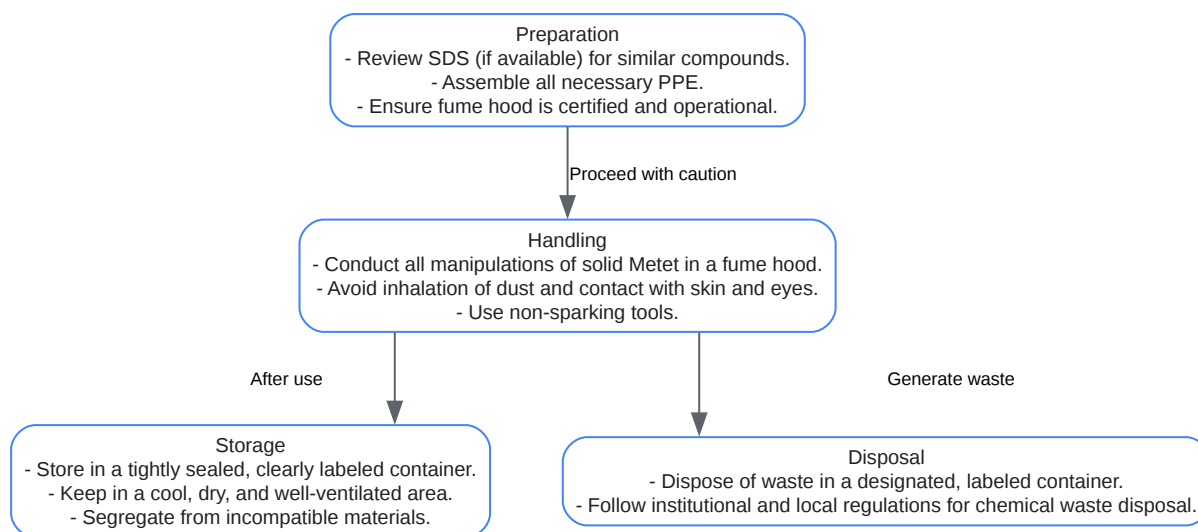 Preparation
- Review SDS (if available) for similar compounds.
- Assemble all necessary PPE.
- Ensure fume hood is certified and operational.
Proceed with caution
Handling
- Conduct all manipulations of solid Metet in a fume hood.
- Avoid inhalation of dust and contact with skin and eyes.
- Use non-sparking tools.
After use
Generate waste
Storage
- Store in a tightly sealed, clearly labeled container.
- Keep in a cool, dry, and well-ventilated area.
- Segregate from incompatible materials.
Disposal
- Dispose of waste in a designated, labeled container.
- Follow institutional and local regulations for chemical waste disposal.